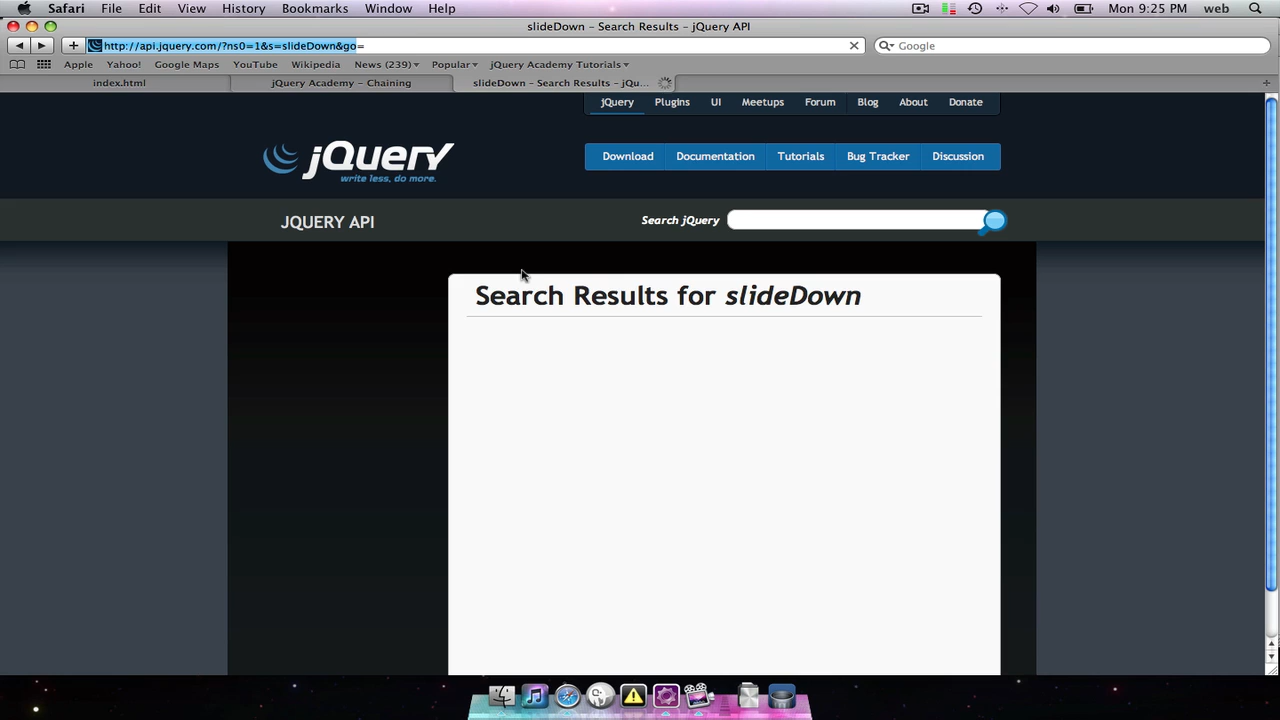 Safari File Edit View History Bookmarks Window Help Mon 9:25 PM web
slideDown – Search Results – jQuery API
http://api.jquery.com/?ns0=1&s=slideDown&go= Google
Apple Yahoo! Google Maps YouTube Wikipedia News (239) Popular jQuery Academy Tutorials
index.html jQuery Academy – Chaining slideDown – Search Results – jQu...
jQuery Plugins UI Meetups Forum Blog About Donate
jQuery
write less, do more.
Download Documentation Tutorials Bug Tracker Discussion
JQUERY API Search jQuery
Search Results for slideDown